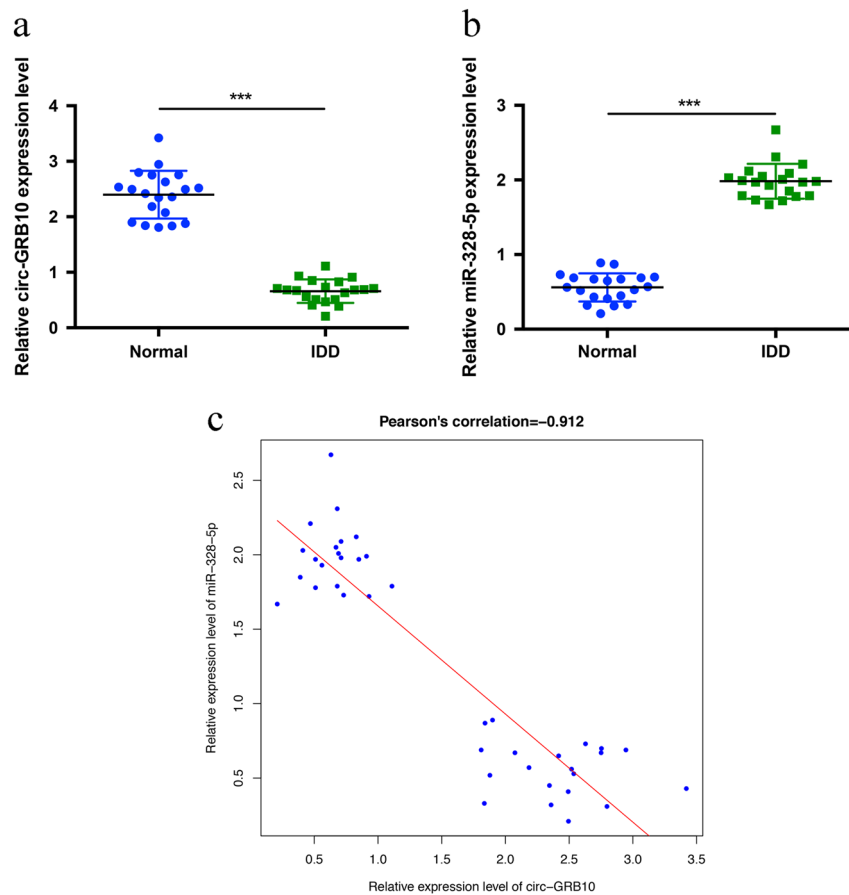 a
Relative circ-GRB10 expression level
***
4
3
2
1
0
Normal
IDD
b
Relative miR-328-5p expression level
***
3
2
1
0
Normal
IDD
c
Pearson's correlation=−0.912
Relative expression level of miR−328−5p
2.5
2.0
1.5
1.0
0.5
0.5
1.0
2.0
2.5
3.0
3.5
Relative expression level of circ−GRB10